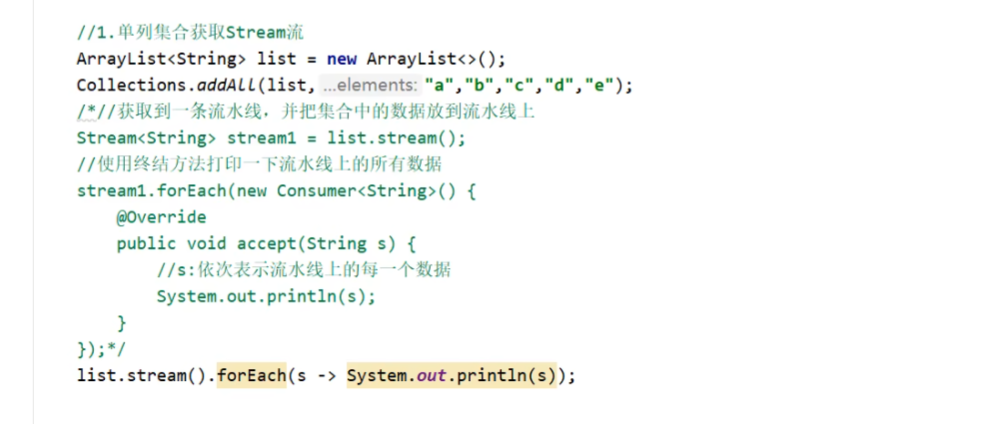 //1.单列集合获取Stream流
ArrayList<String> list = new ArrayList<>();
Collections.addALL(list, ...elements: "a","b","c","d","e");
/*//获取到一条流水线，并把集合中的数据放到流水线上
Stream<String> stream1 = list.stream();
//使用终结方法打印一下流水线上的所有数据
stream1.forEach(new Consumer<String>() {
    @Override
    public void accept(String s) {
        //s:依次表示流水线上的每一个数据
        System.out.println(s);
    }
});*/
list.stream().forEach(s -> System.out.println(s));